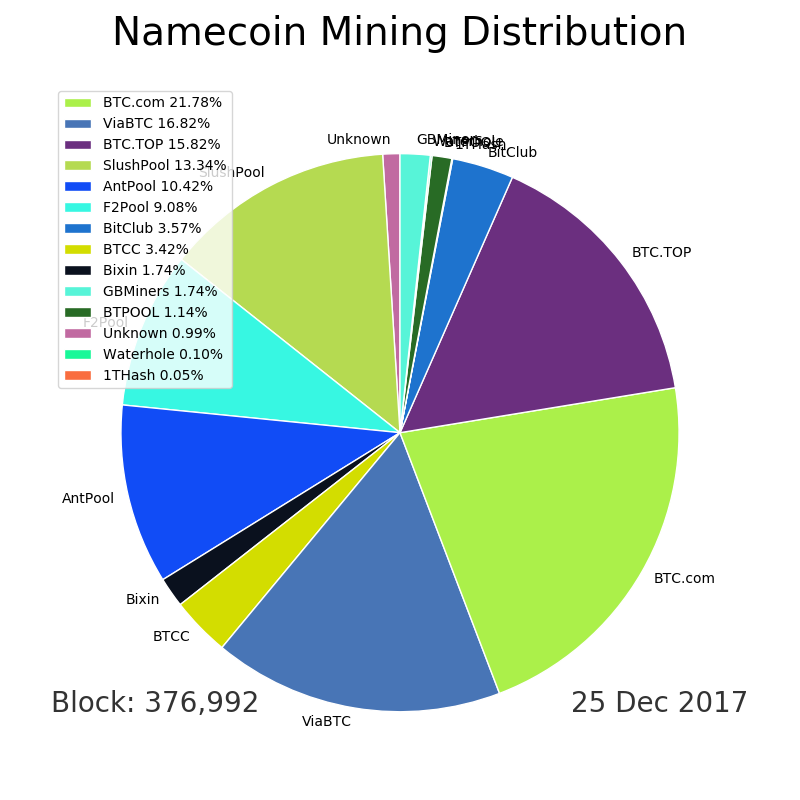 Namecoin Mining Distribution
BTC.com 21.78%
ViaBTC 16.82%
BTC.TOP 15.82%
SlushPool 13.34%
AntPool 10.42%
F2Pool 9.08%
BitClub 3.57%
BTCC 3.42%
Bixin 1.74%
GBMiners 1.74%
BTPOOL 1.14%
Unknown 0.99%
Waterhole 0.10%
1THash 0.05%
Unknown
GBMiners
Waterhole
1THash
BitClub
SlushPool
BTC.TOP
F2Pool
AntPool
BTC.com
Bixin
BTCC
ViaBTC
Block: 376,992
25 Dec 2017